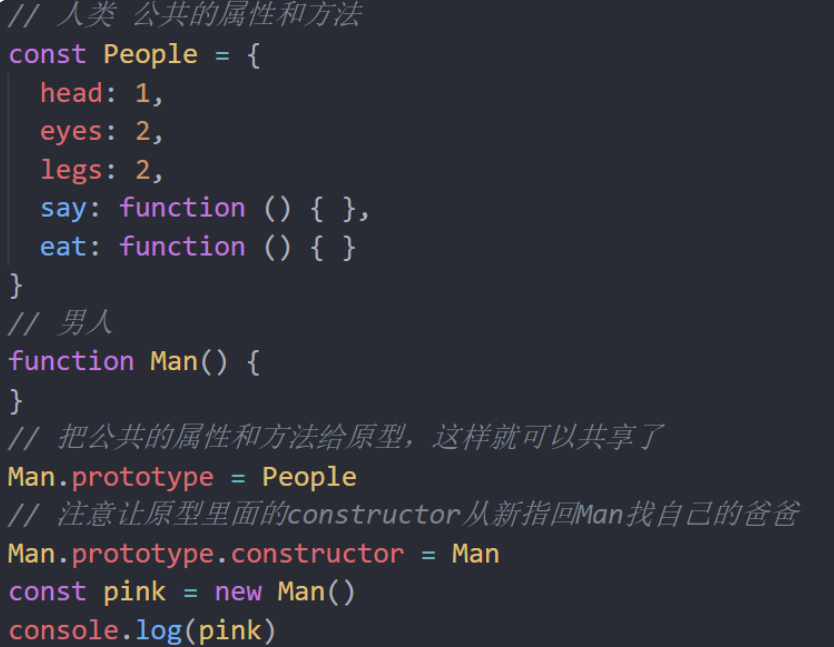 // 人类 公共的属性和方法
const People = {
  head: 1,
  eyes: 2,
  legs: 2,
  say: function () { },
  eat: function () { }
}
// 男人
function Man() {
}
// 把公共的属性和方法给原型，这样就可以共享了
Man.prototype = People
// 注意让原型里面的constructor从新指回Man找自己的爸爸
Man.prototype.constructor = Man
const pink = new Man()
console.log(pink)